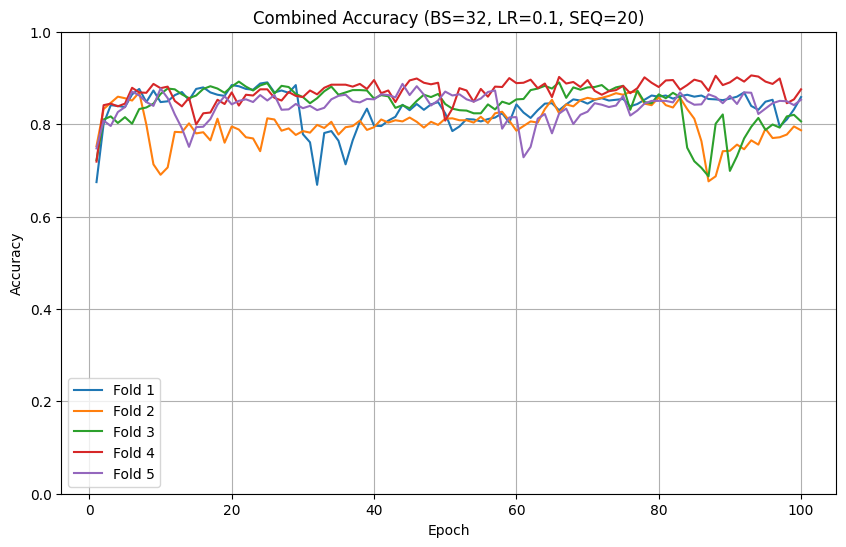 Combined Accuracy (BS=32, LR=0.1, SEQ=20)
1.0
0.8
0.6
0.4
0.2
0.0
Accuracy
Fold 1
Fold 2
Fold 3
Fold 4
Fold 5
0 20 40 60 80 100
Epoch